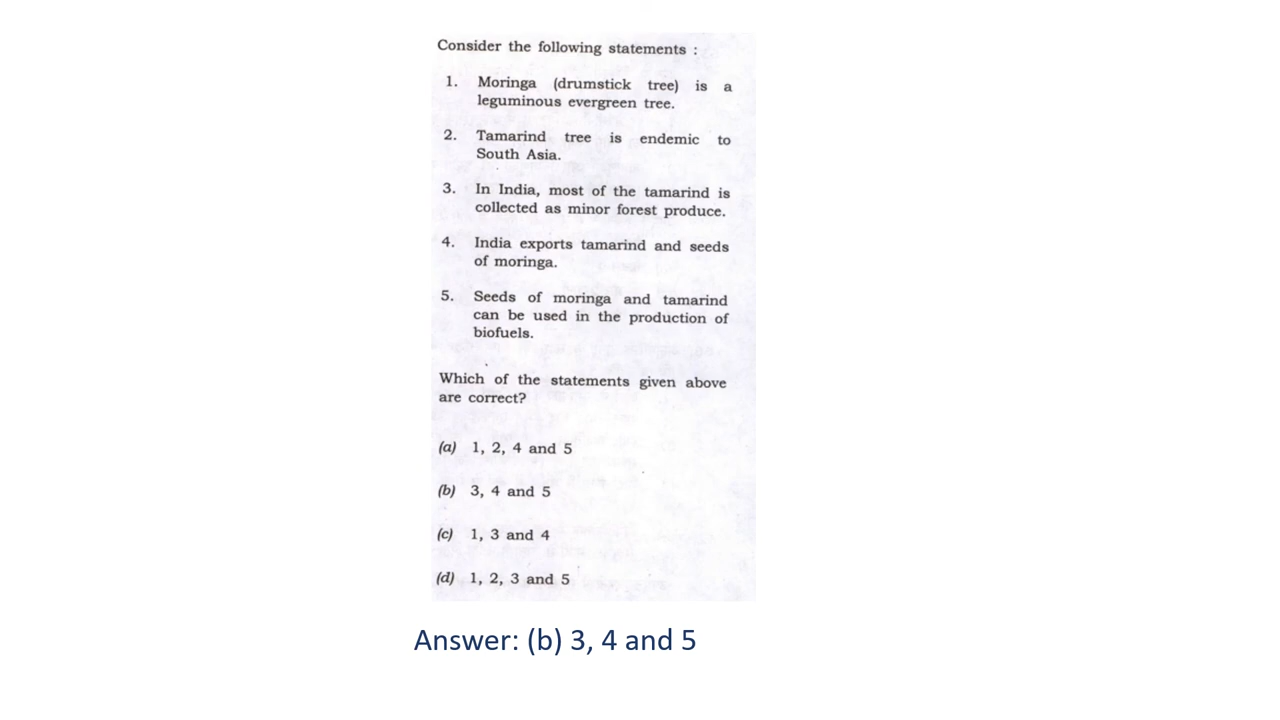 Consider the following statements :
1. Moringa (drumstick tree) is a
leguminous evergreen tree.
2. Tamarind tree is endemic to
South Asia.
3. In India, most of the tamarind is
collected as minor forest produce.
4. India exports tamarind and seeds
of moringa.
5. Seeds of moringa and tamarind
can be used in the production of
biofuels.
Which of the statements given above
are correct?
(a) 1, 2, 4 and 5
(b) 3, 4 and 5
(c) 1, 3 and 4
(d) 1, 2, 3 and 5
Answer: (b) 3, 4 and 5